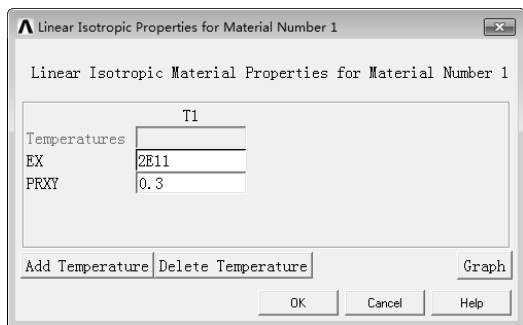 Linear Isotropic Properties for Material Number 1
Linear Isotropic Material Properties for Material Number 1
T1
Temperatures
EX 2E11
PRXY 0.3
Add Temperature Delete Temperature Graph
OK Cancel Help